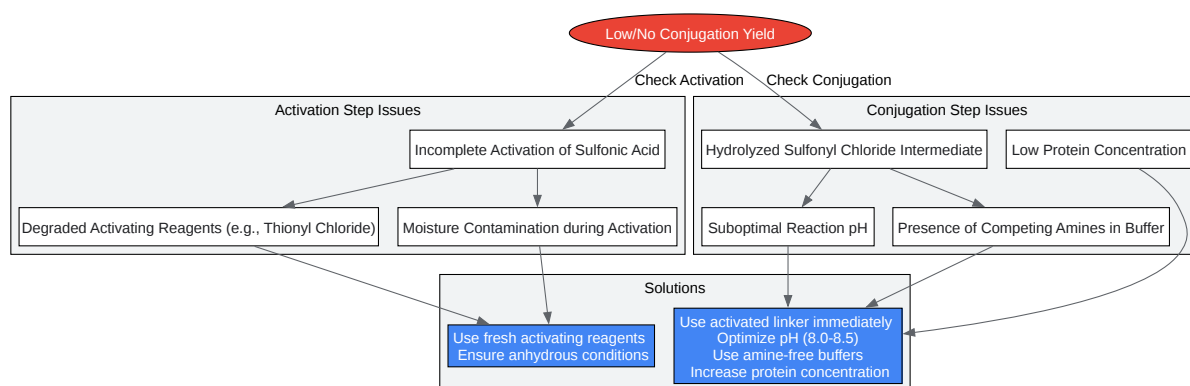 Low/No Conjugation Yield
Check Activation
Check Conjugation
Activation Step Issues
Conjugation Step Issues
Incomplete Activation of Sulfonic Acid
Hydrolyzed Sulfonyl Chloride Intermediate
Low Protein Concentration
Degraded Activating Reagents (e.g., Thionyl Chloride)
Moisture Contamination during Activation
Suboptimal Reaction pH
Presence of Competing Amines in Buffer
Solutions
Use fresh activating reagents
Ensure anhydrous conditions
Use activated linker immediately
Optimize pH (8.0-8.5)
Use amine-free buffers
Increase protein concentration